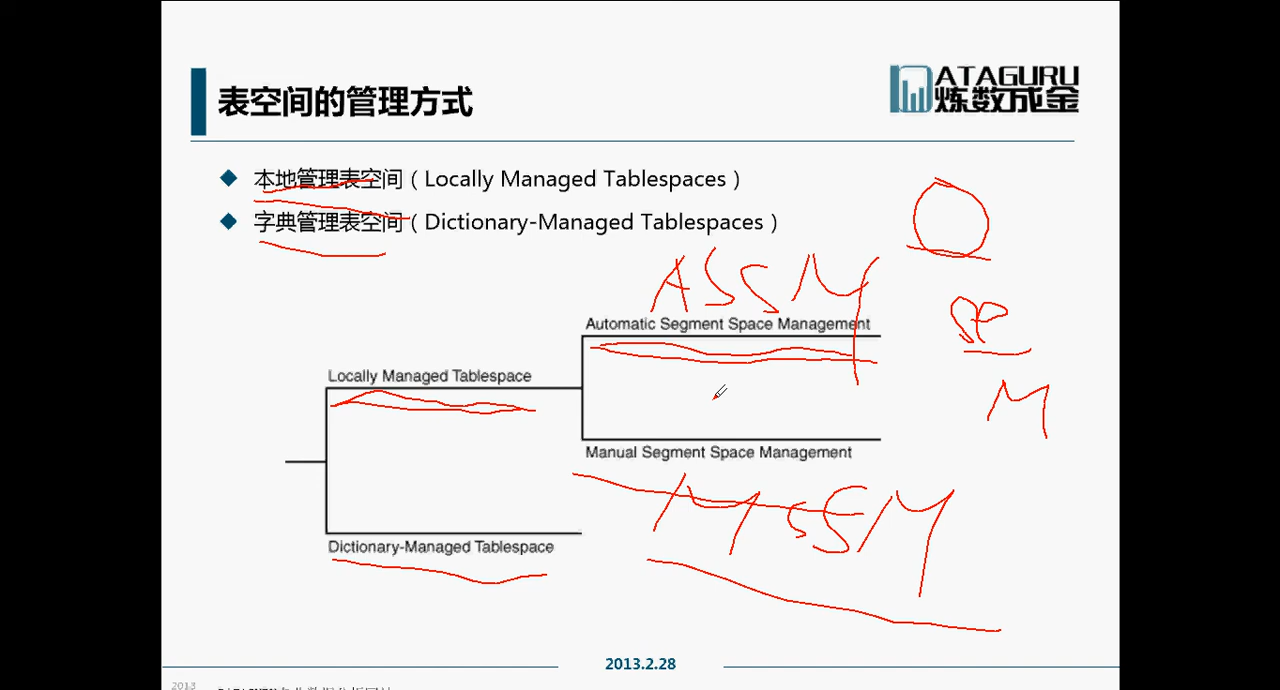 表空间的管理方式
ATAGURU
炼数成金
本地管理表空间（Locally Managed Tablespaces）
字典管理表空间（Dictionary-Managed Tablespaces）
ASSM
Automatic Segment Space Management
Locally Managed Tablespace
M
Manual Segment Space Management
MSSM
Dictionary-Managed Tablespace
2013.2.28
2013